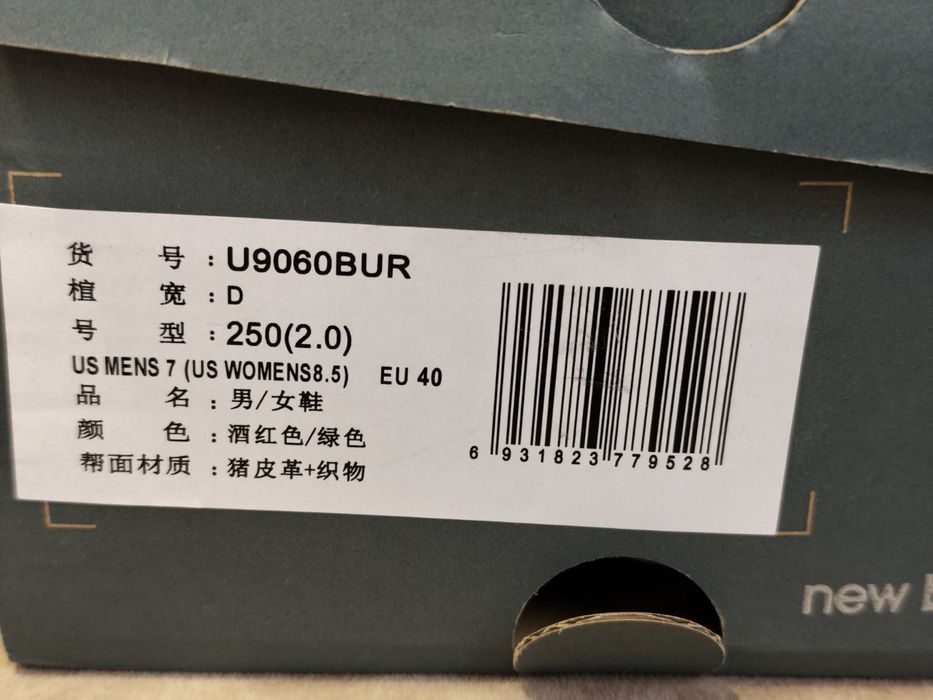 货 号 : U9060BUR
楦 宽 : D
号 型 : 250(2.0)
US MENS 7 (US WOMENS8.5) EU 40
品 名 : 男/女鞋
颜 色 : 酒红色/绿色
帮面材质 : 猪皮革+织物
6 931823 779528
new